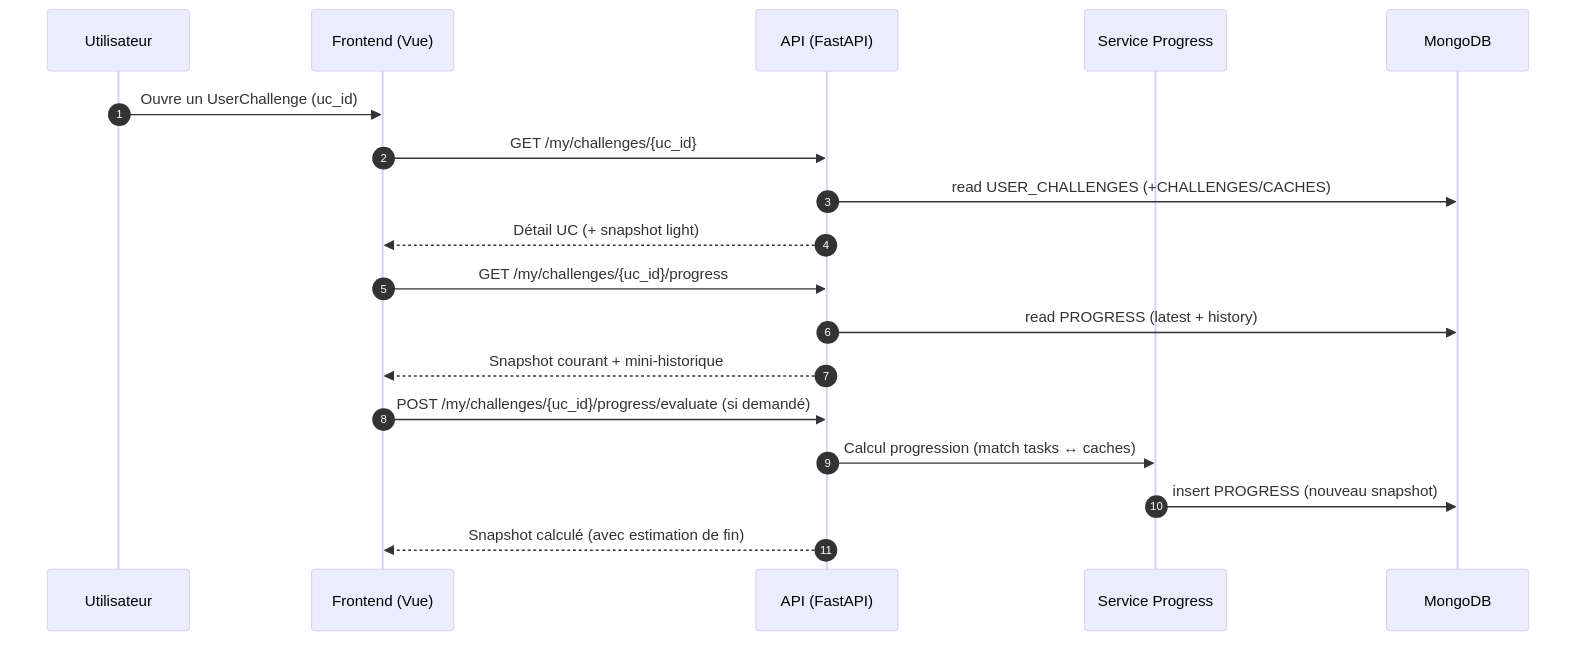 Utilisateur
Frontend (Vue)
API (FastAPI)
Service Progress
MongoDB
Ouvre un UserChallenge (uc_id)
1
GET /my/challenges/{uc_id}
2
read USER_CHALLENGES (+CHALLENGES/CACHES)
3
Détail UC (+ snapshot light)
4
GET /my/challenges/{uc_id}/progress
5
read PROGRESS (latest + history)
6
Snapshot courant + mini-historique
7
POST /my/challenges/{uc_id}/progress/evaluate (si demandé)
8
Calcul progression (match tasks ↔ caches)
9
insert PROGRESS (nouveau snapshot)
10
Snapshot calculé (avec estimation de fin)
11
Utilisateur
Frontend (Vue)
API (FastAPI)
Service Progress
MongoDB